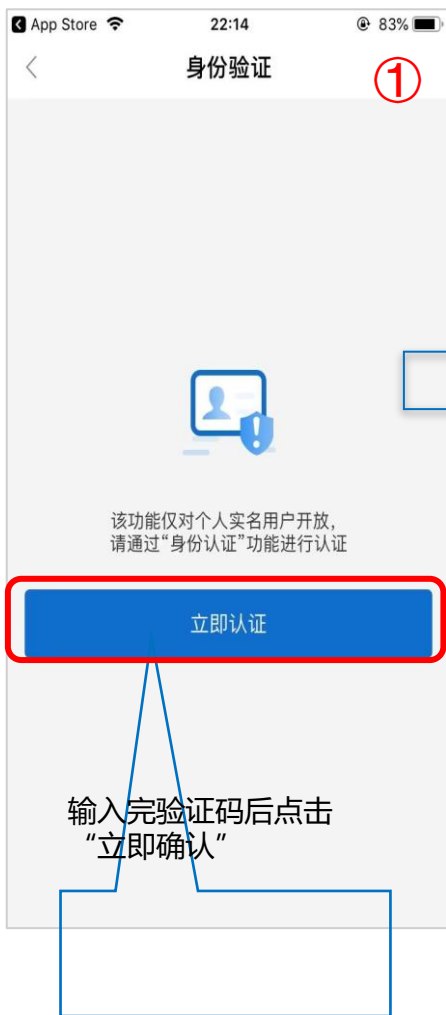 App Store 22:14 83%
身份验证
①
该功能仅对个人实名用户开放，
请通过“身份认证”功能进行认证
立即认证
输入完验证码后点击
“立即确认”